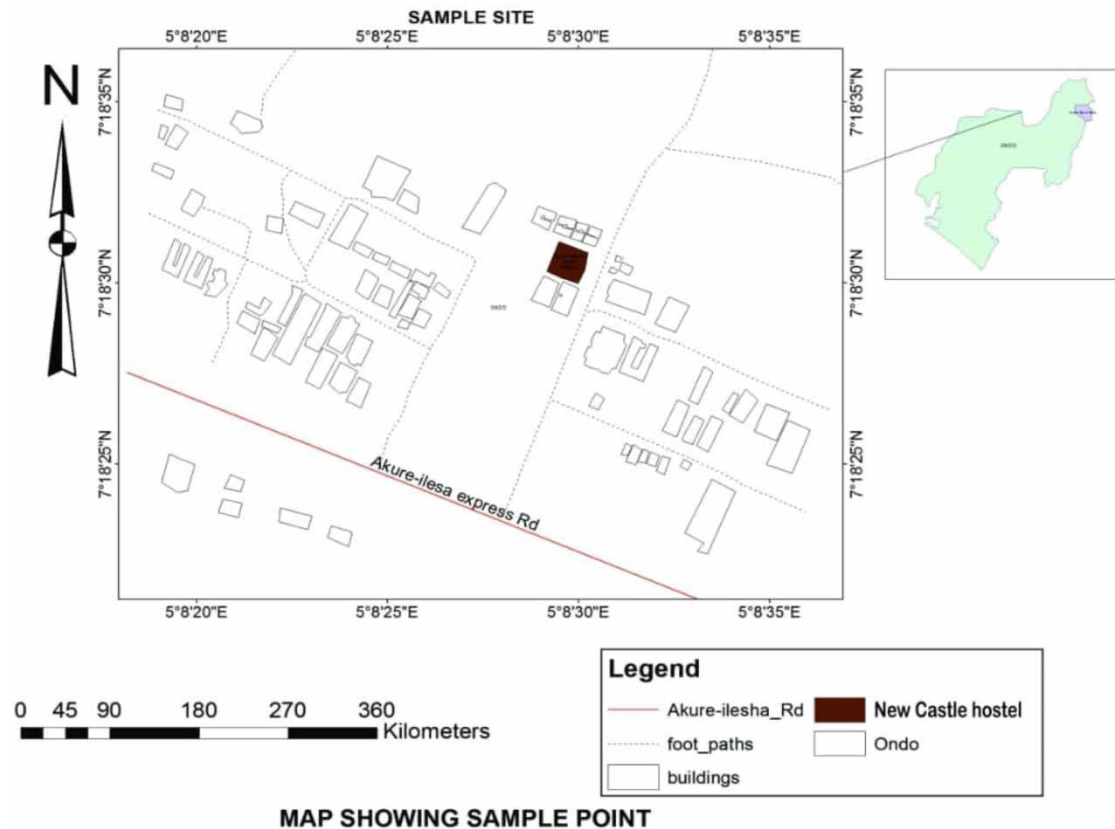 SAMPLE SITE
5°8'20"E 5°8'25"E 5°8'30"E 5°8'35"E
N
7°18'35"N 7°18'35"N
7°18'30"N 7°18'30"N
7°18'25"N 7°18'25"N
ONDO
ONDO
Akure-ilesa express Rd
5°8'20"E 5°8'25"E 5°8'30"E 5°8'35"E
0 45 90 180 270 360
Kilometers
Legend
Akure-ilesha_Rd
foot_paths
buildings
New Castle hostel
Ondo
MAP SHOWING SAMPLE POINT